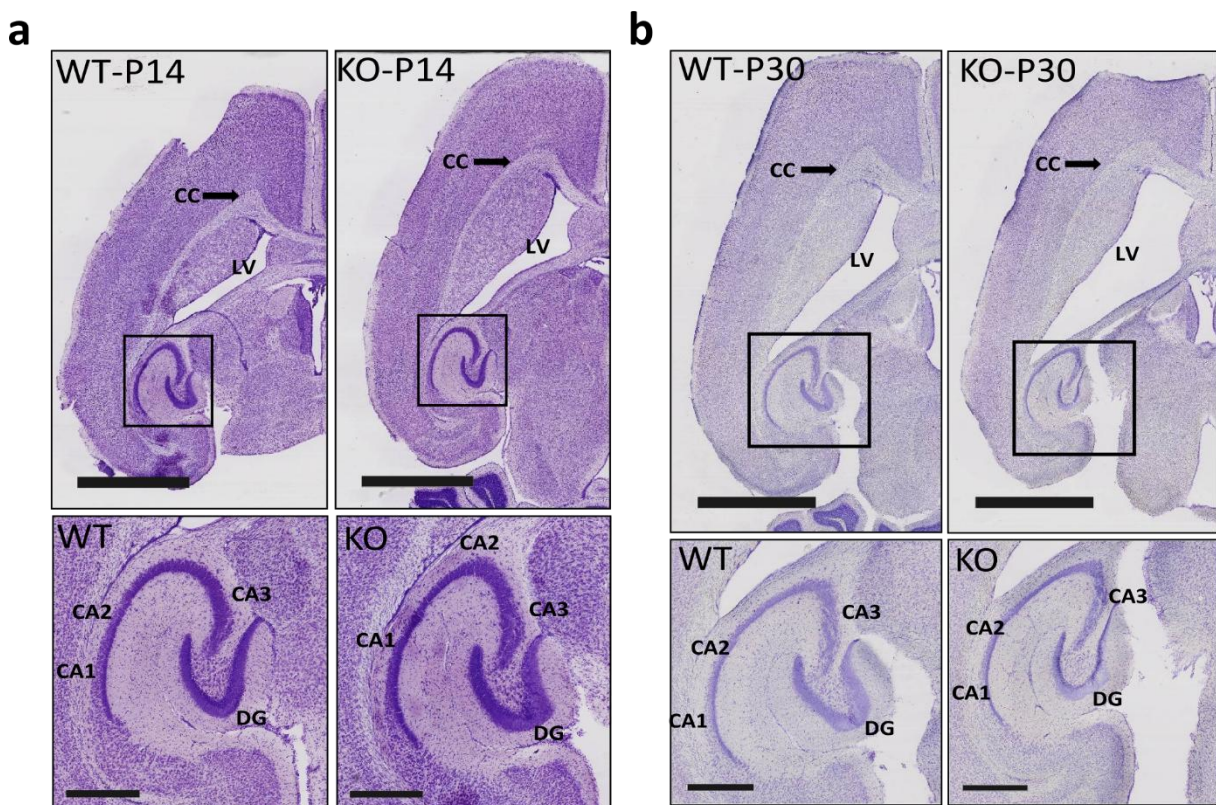 a
WT-P14
CC
LV
KO-P14
CC
LV
WT
CA2
CA3
CA1
DG
KO
CA2
CA3
CA1
DG
b
WT-P30
CC
LV
KO-P30
CC
LV
WT
CA3
CA2
CA1
DG
KO
CA3
CA2
CA1
DG